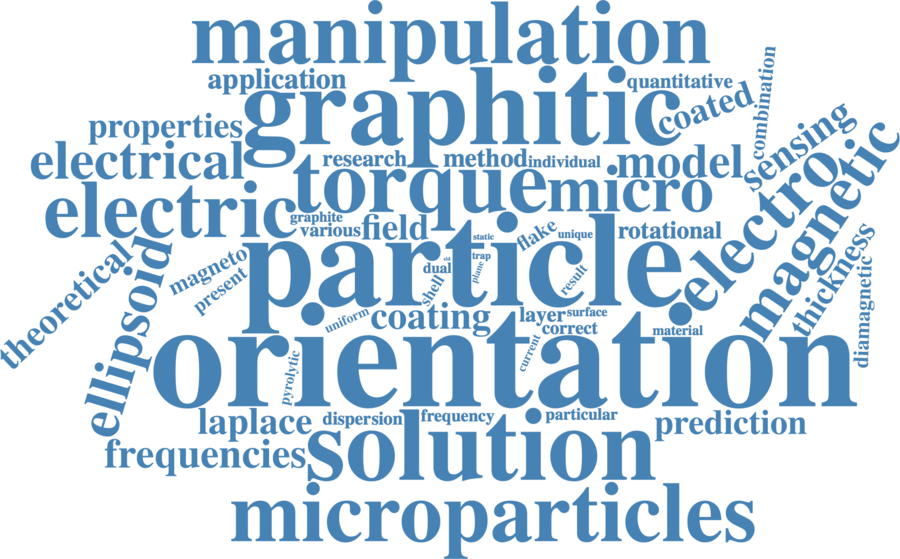 manipulation
application
quantitative
combination
graphitic
coated
properties
sensing
electrical
research
method
individual
model
torque
micro
electro
magnetic
electric
graphite
various
field
static
flake
unique
rotational
theoretical
ellipsoid
magneto
present
particle
dual
shell
trap
plane
result
thickness
diamagnetic
uniform
coating
layer
surface
correct
material
orientation
pyrolytic
current
laplace
dispersion
frequency
particular
prediction
frequencies
solution
microparticles